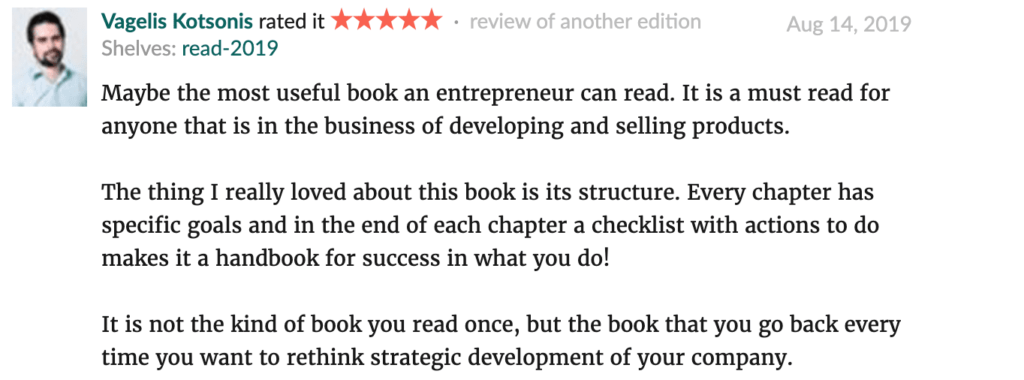 Vagelis Kotsonis rated it ★★★★★ · review of another edition Aug 14, 2019
Shelves: read-2019
Maybe the most useful book an entrepreneur can read. It is a must read for
anyone that is in the business of developing and selling products.
The thing I really loved about this book is its structure. Every chapter has
specific goals and in the end of each chapter a checklist with actions to do
makes it a handbook for success in what you do!
It is not the kind of book you read once, but the book that you go back every
time you want to rethink strategic development of your company.